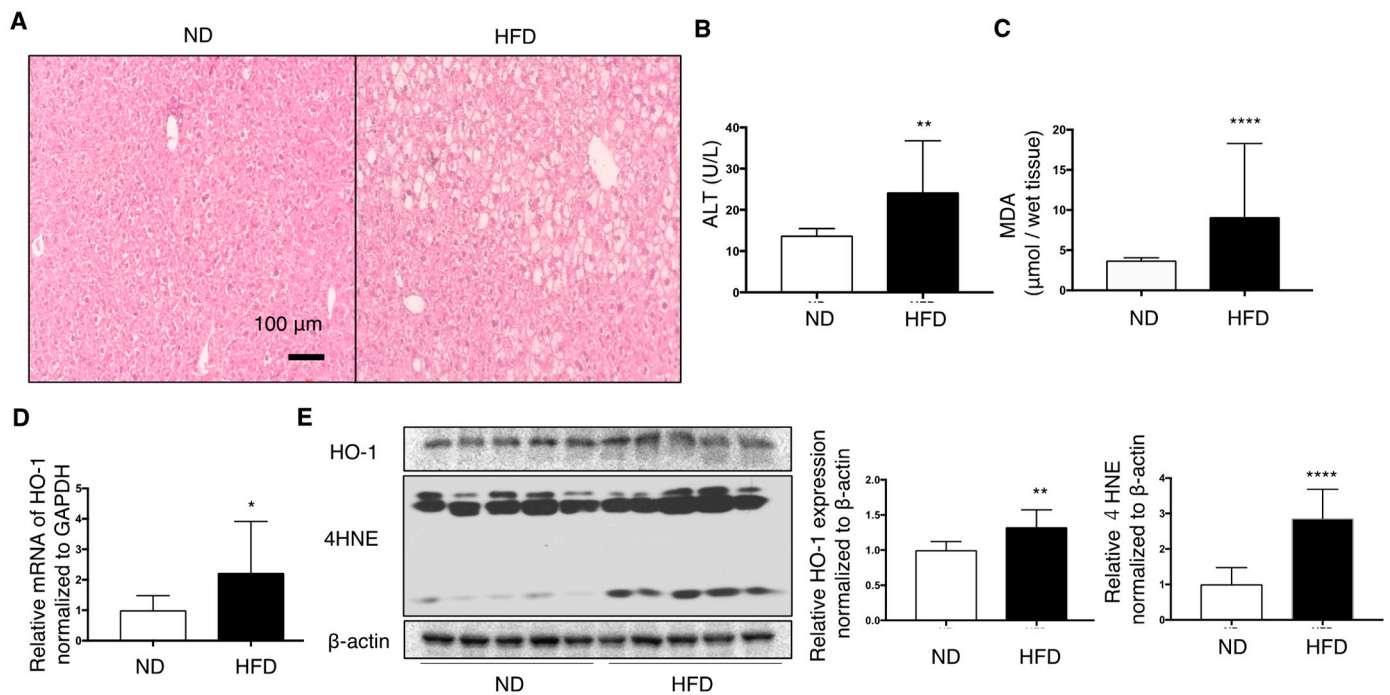 A
ND
HFD
100 μm
B
**
ALT (U/L)
40
30
20
10
0
ND
HFD
C
****
MDA
(μmol / wet tissue)
20
15
10
5
0
ND
HFD
D
*
Relative mRNA of HO-1
normalized to GAPDH
5
4
3
2
1
0
ND
HFD
E
HO-1
4HNE
β-actin
ND
HFD
**
Relative HO-1 expression
normalized to β-actin
2.0
1.5
1.0
0.5
0.0
ND
HFD
****
Relative 4 HNE
normalized to β-actin
4
3
2
1
0
ND
HFD